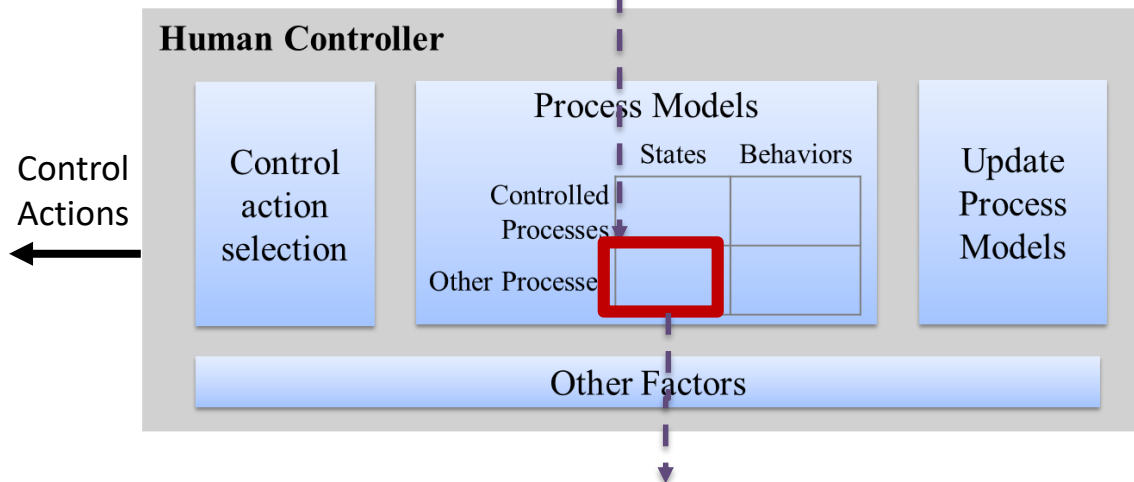 Human Controller
Control
Actions
Control
action
selection
Process Models
States Behaviors
Controlled
Processes
Other Processe
Update
Process
Models
Other Factors